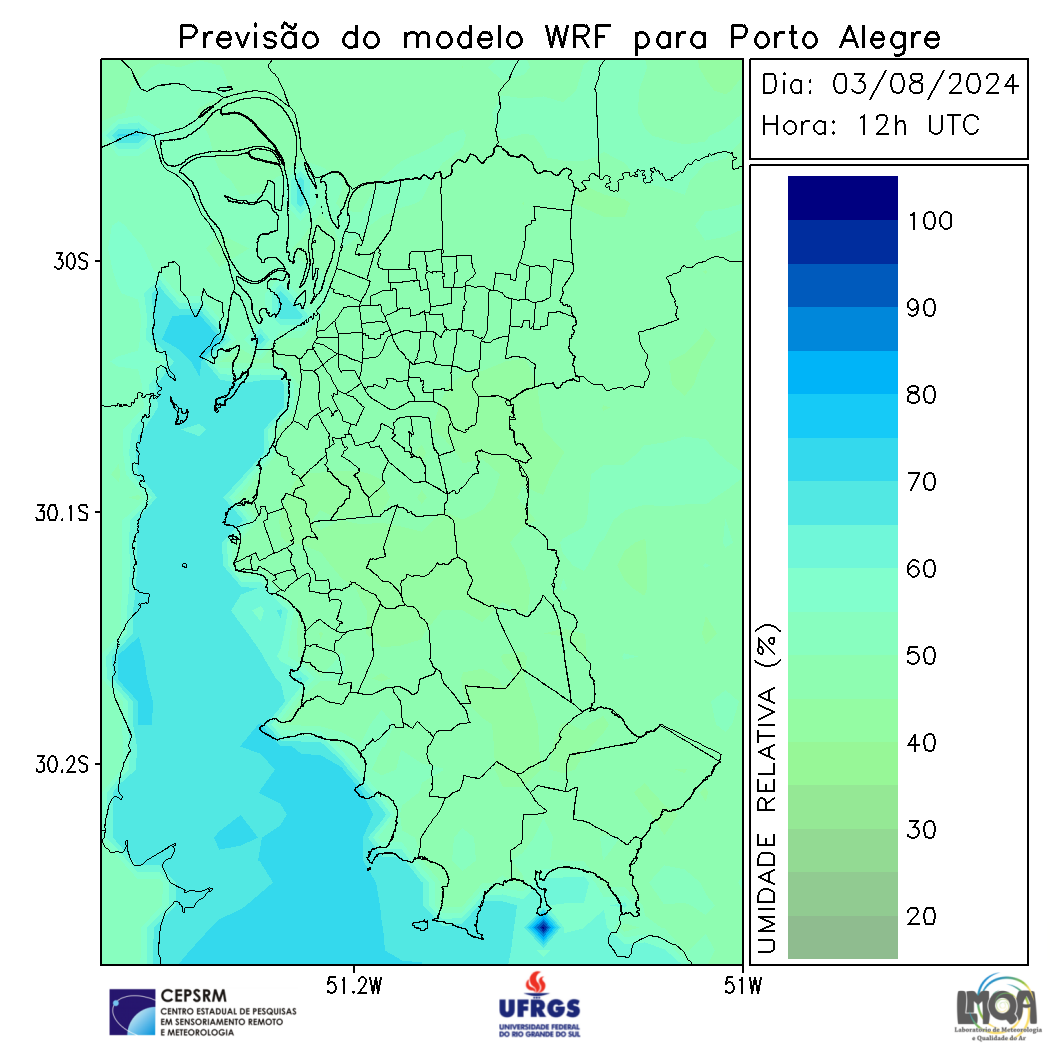 Previsão do modelo WRF para Porto Alegre
Dia: 03/08/2024
Hora: 12h UTC
30S
30.1S
30.2S
51.2W
51W
100
90
80
70
60
50
40
30
20
UMIDADE RELATIVA (%)
CEPSRM
CENTRO ESTADUAL DE PESQUISAS
EM SENSORIAMENTO REMOTO
E METEOROLOGIA
UFRGS
UNIVERSIDADE FEDERAL
DO RIO GRANDE DO SUL
LMQA
Laboratório de Meteorologia
e Qualidade do Ar